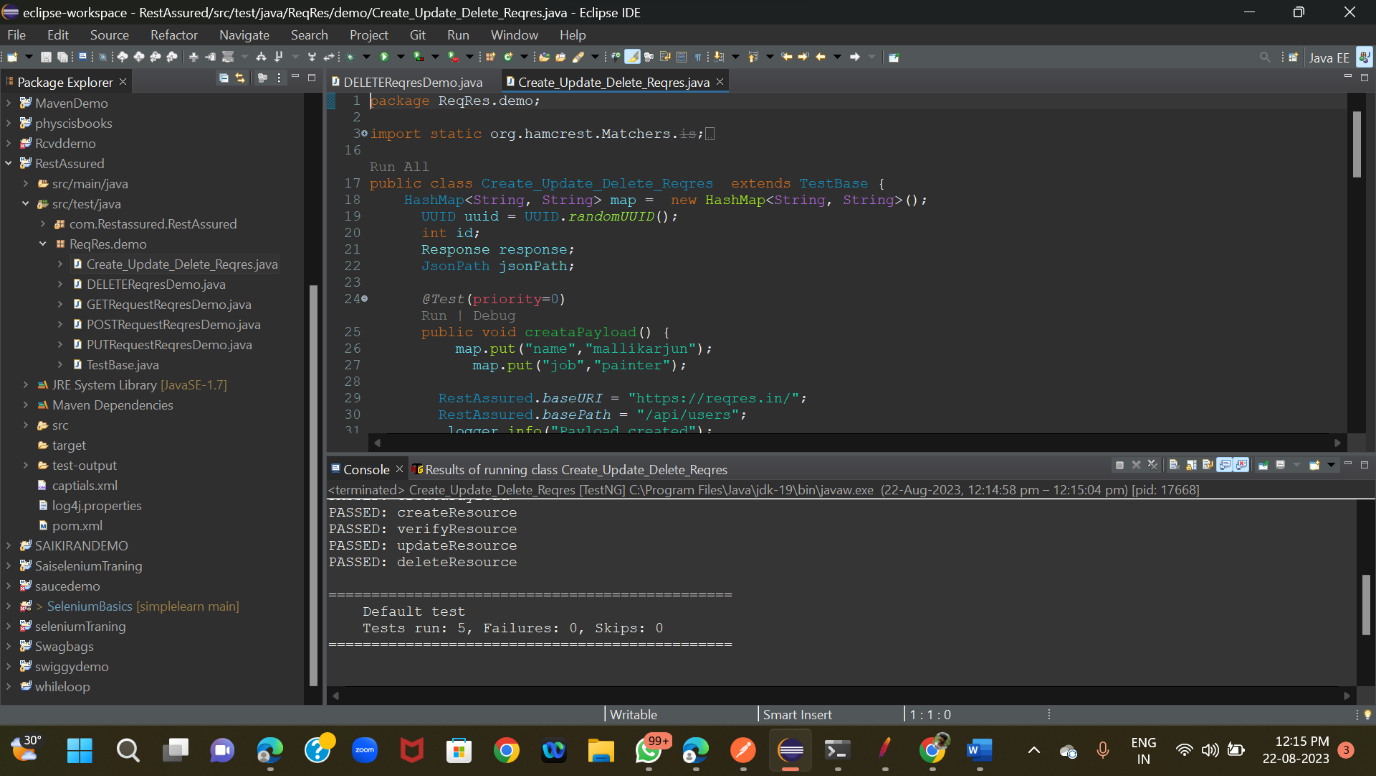 eclipse-workspace - RestAssured/src/test/java/ReqRes/demo/Create_Update_Delete_Reqres.java - Eclipse IDE
File Edit Source Refactor Navigate Search Project Git Run Window Help
Java EE
Package Explorer
MavenDemo
physcisbooks
Rcvddemo
RestAssured
src/main/java
src/test/java
com.Restassured.RestAssured
ReqRes.demo
Create_Update_Delete_Reqres.java
DELETEReqresDemo.java
GETRequestReqresDemo.java
POSTRequestReqresDemo.java
PUTRequestReqresDemo.java
TestBase.java
JRE System Library [JavaSE-1.7]
Maven Dependencies
src
target
test-output
captials.xml
log4j.properties
pom.xml
SAIKIRANDEMO
SaiseleniumTraning
saucedemo
> SeleniumBasics [simplelearn main]
seleniumTraning
Swagbags
swiggydemo
whileloop
DELETEReqresDemo.java Create_Update_Delete_Reqres.java
1 package ReqRes.demo;
2
3 import static org.hamcrest.Matchers.is;
16
Run All
17 public class Create_Update_Delete_Reqres extends TestBase {
18 HashMap<String, String> map = new HashMap<String, String>();
19 UUID uuid = UUID.randomUUID();
20 int id;
21 Response response;
22 JsonPath jsonPath;
23
24 @Test(priority=0)
Run | Debug
25 public void creataPayload() {
26 map.put("name","mallikarjun");
27 map.put("job","painter");
28
29 RestAssured.baseURI = "https://reqres.in/";
30 RestAssured.basePath = "/api/users";
31 logger.info("Payload created");
Console Results of running class Create_Update_Delete_Reqres
<terminated> Create_Update_Delete_Reqres [TestNG] C:\Program Files\Java\jdk-19\bin\javaw.exe (22-Aug-2023, 12:14:58 pm – 12:15:04 pm) [pid: 17668]
PASSED: createResource
PASSED: verifyResource
PASSED: updateResource
PASSED: deleteResource
===============================================
Default test
Tests run: 5, Failures: 0, Skips: 0
===============================================
Writable Smart Insert 1 : 1 : 0
30°
zoom
99+
ENG
IN
12:15 PM
22-08-2023
3